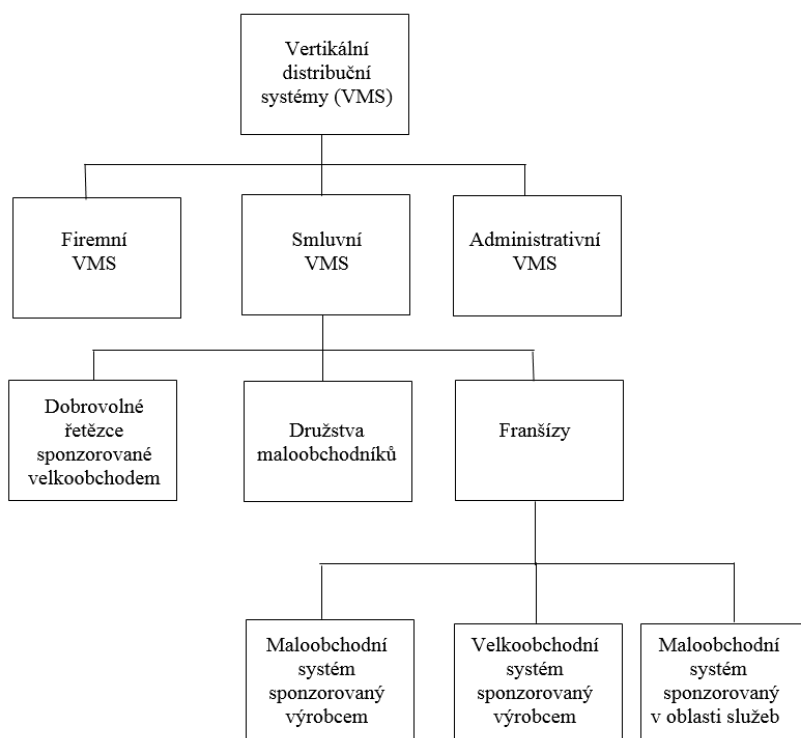 Vertikální
distribuční
systémy (VMS)
Firemní
VMS
Smluvní
VMS
Administrativní
VMS
Dobrovolné
řetězce
sponzorované
velkoobchodem
Družstva
maloobchodníků
Franšízy
Maloobchodní
systém
sponzorovaný
výrobcem
Velkoobchodní
systém
sponzorovaný
výrobcem
Maloobchodní
systém
sponzorovaný
v oblasti služeb